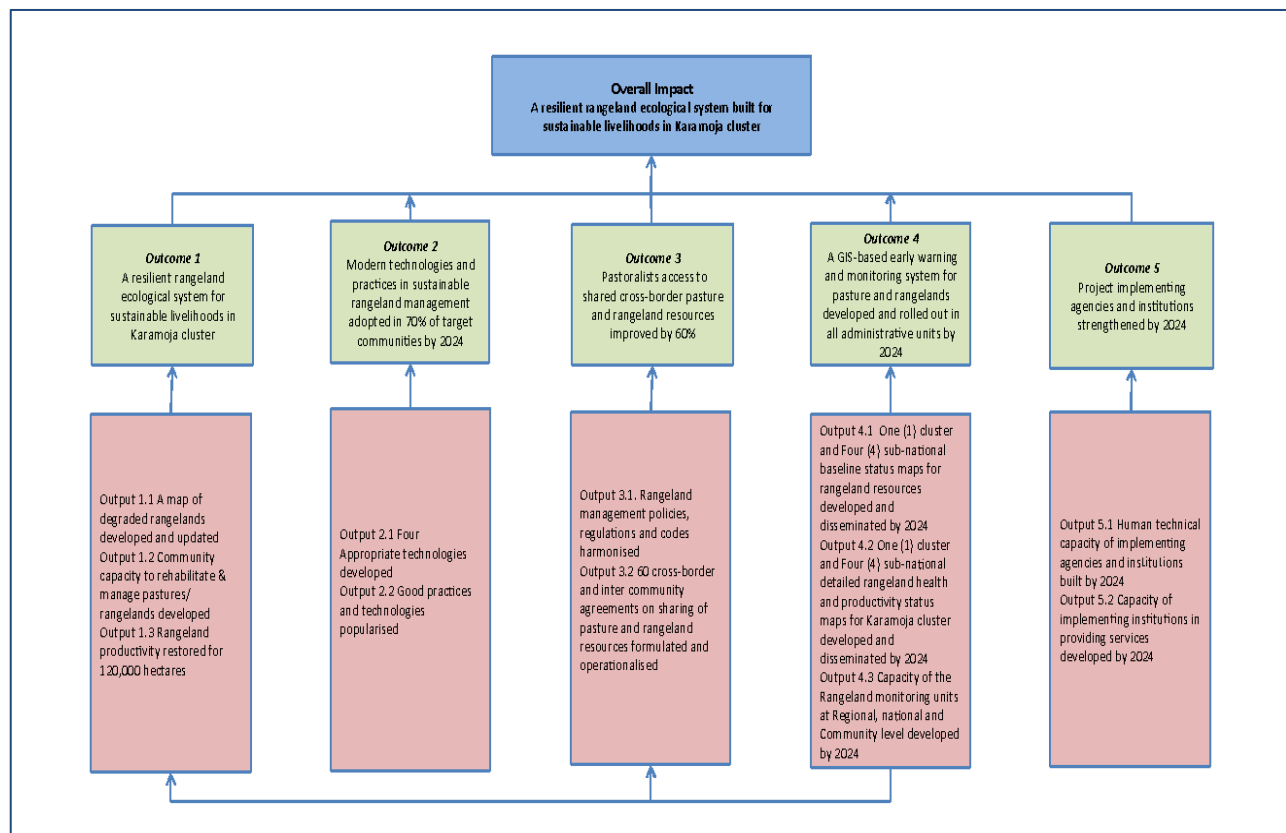 Overall Impact
A resilient rangeland ecological system built for
sustainable livelihoods in Karamoja cluster
Outcome 1
A resilient rangeland
ecological system for
sustainable livelihoods in
Karamoja cluster
Outcome 2
Modern technologies and
practices in sustainable
rangeland management
adopted in 70% of target
communities by 2024
Outcome 3
Pastoralists access to
shared cross-border pasture
and rangeland resources
improved by 60%
Outcome 4
A GIS-based early warning
and monitoring system for
pasture and rangelands
developed and rolled out in
all administrative units by
2024
Outcome 5
Project implementing
agencies and institutions
strengthened by 2024
Output 1.1 A map of
degraded rangelands
developed and updated
Output 1.2 Community
capacity to rehabilitate &
manage pastures/
rangelands developed
Output 1.3 Rangeland
productivity restored for
120,000 hectares
Output 2.1 Four
Appropriate technologies
developed
Output 2.2 Good practices
and technologies
popularised
Output 3.1. Rangeland
management policies,
regulations and codes
harmonised
Output 3.2 60 cross-border
and inter community
agreements on sharing of
pasture and rangeland
resources formulated and
operationalised
Output 4.1 One (1) cluster
and Four (4) sub-national
baseline status maps for
rangeland resources
developed and
disseminated by 2024
Output 4.2 One (1) cluster
and Four (4) sub-national
detailed rangeland health
and productivity status
maps for Karamoja cluster
developed and
disseminated by 2024
Output 4.3 Capacity of the
Rangeland monitoring units
at Regional, national and
Community level developed
by 2024
Output 5.1 Human technical
capacity of implementing
agencies and institutions
built by 2024
Output 5.2 Capacity of
implementing institutions in
providing services
developed by 2024